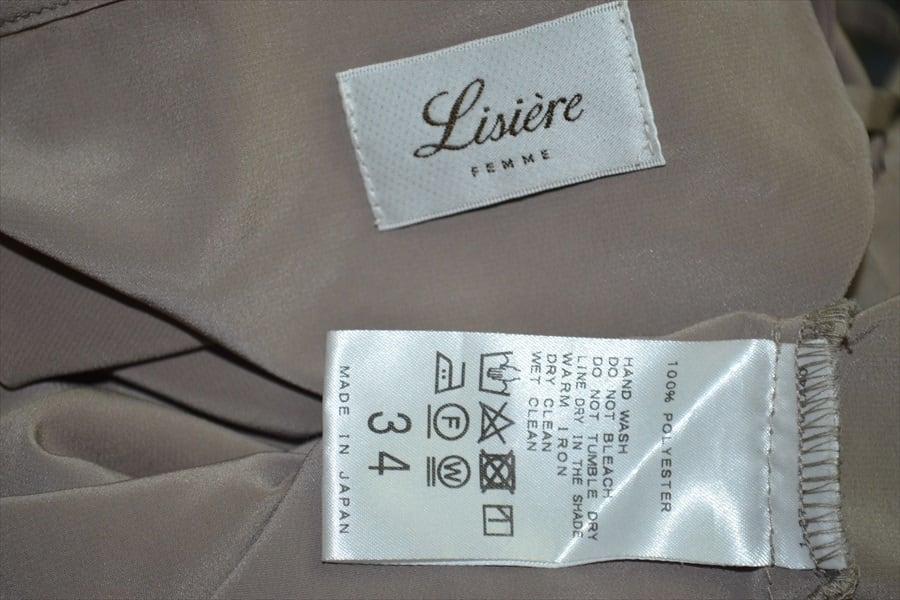 Lisière
FEMME
100% POLYESTER
HAND WASH
DO NOT BLEACH
DO NOT TUMBLE DRY
LINE DRY IN THE SHADE
WARM IRON
DRY CLEAN
WET CLEAN
F W
34
MADE IN JAPAN